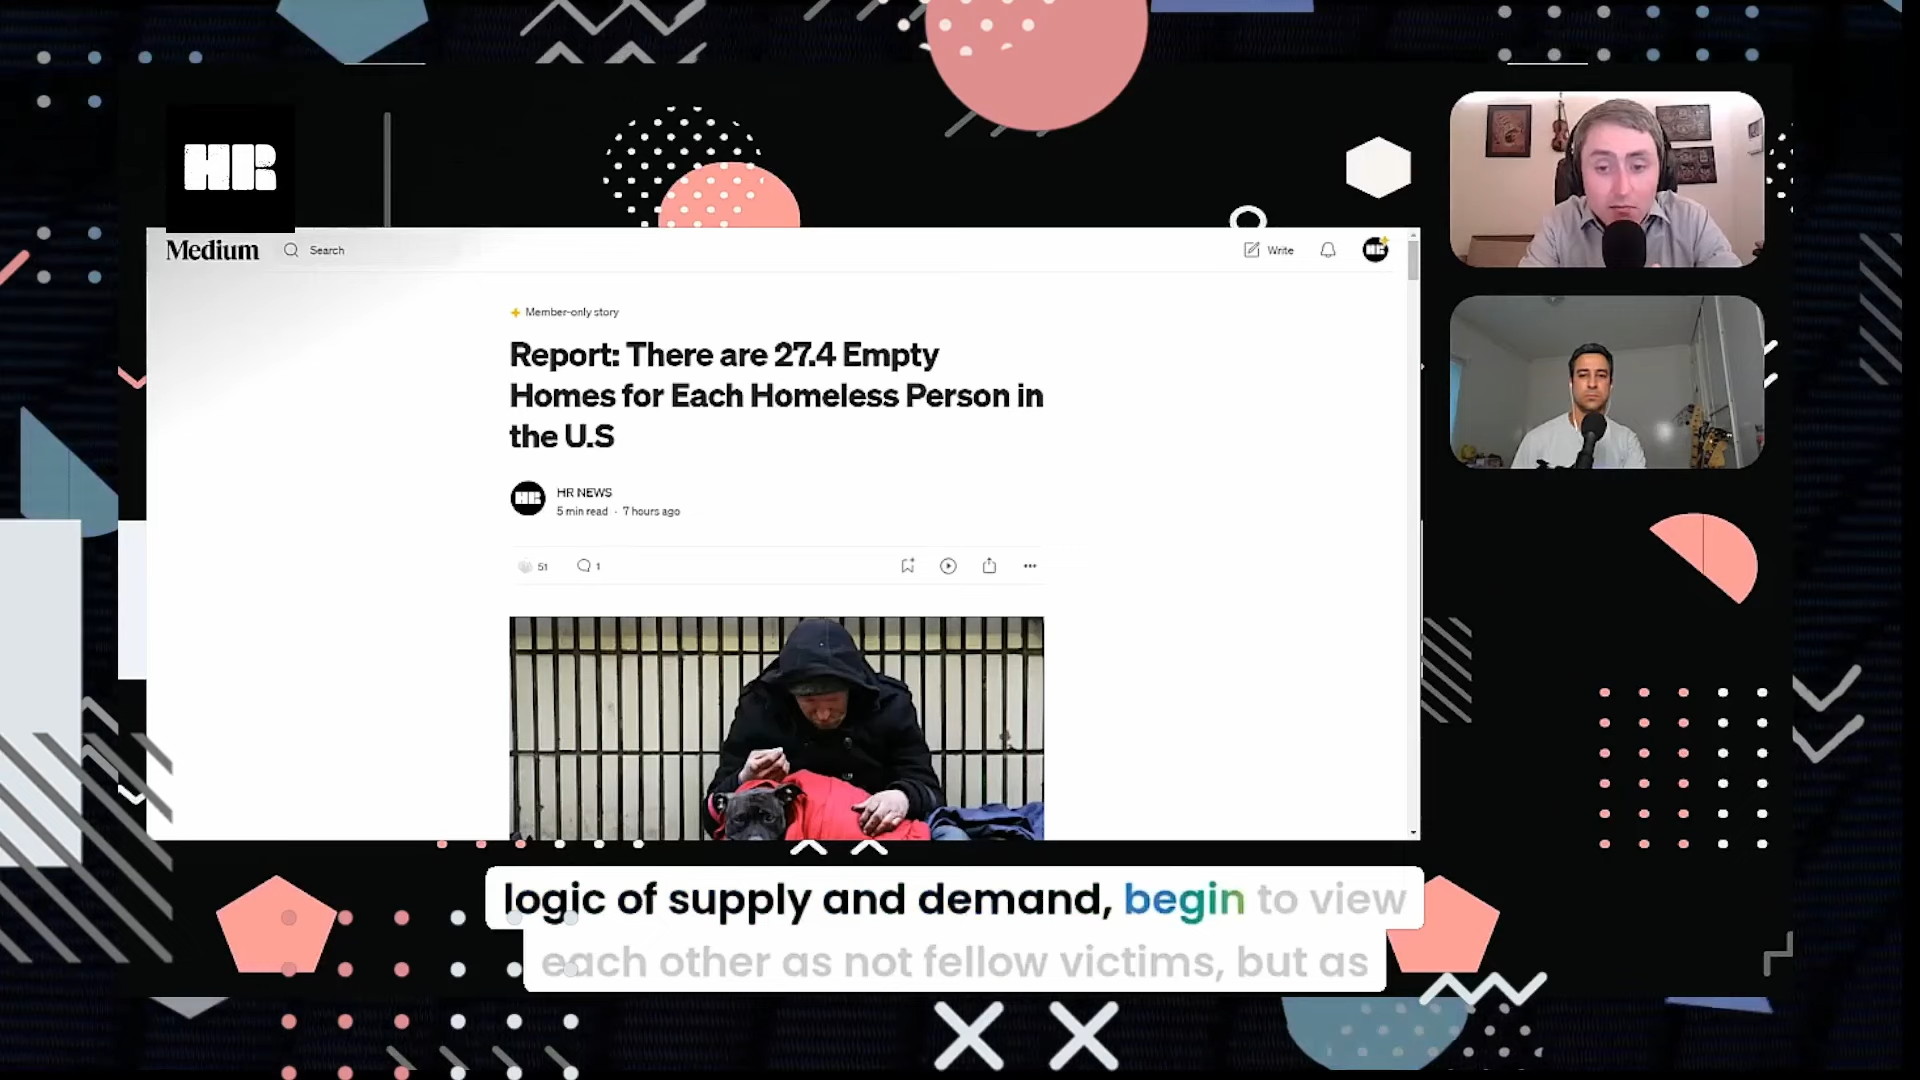 HR
Medium
Search
Write
HR
Member-only story
Report: There are 27.4 Empty
Homes for Each Homeless Person in
the U.S
HR
HR NEWS
5 min read · 7 hours ago
51
1
logic of supply and demand, begin to view
each other as not fellow victims, but as